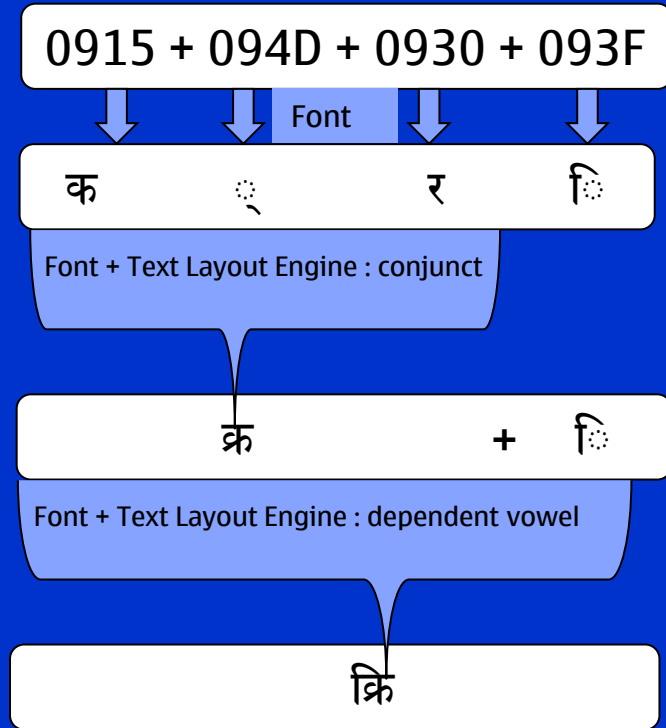 0915 + 094D + 0930 + 093F
Font
क ् र ि
Font + Text Layout Engine : conjunct
क्र + ि
Font + Text Layout Engine : dependent vowel
क्रि